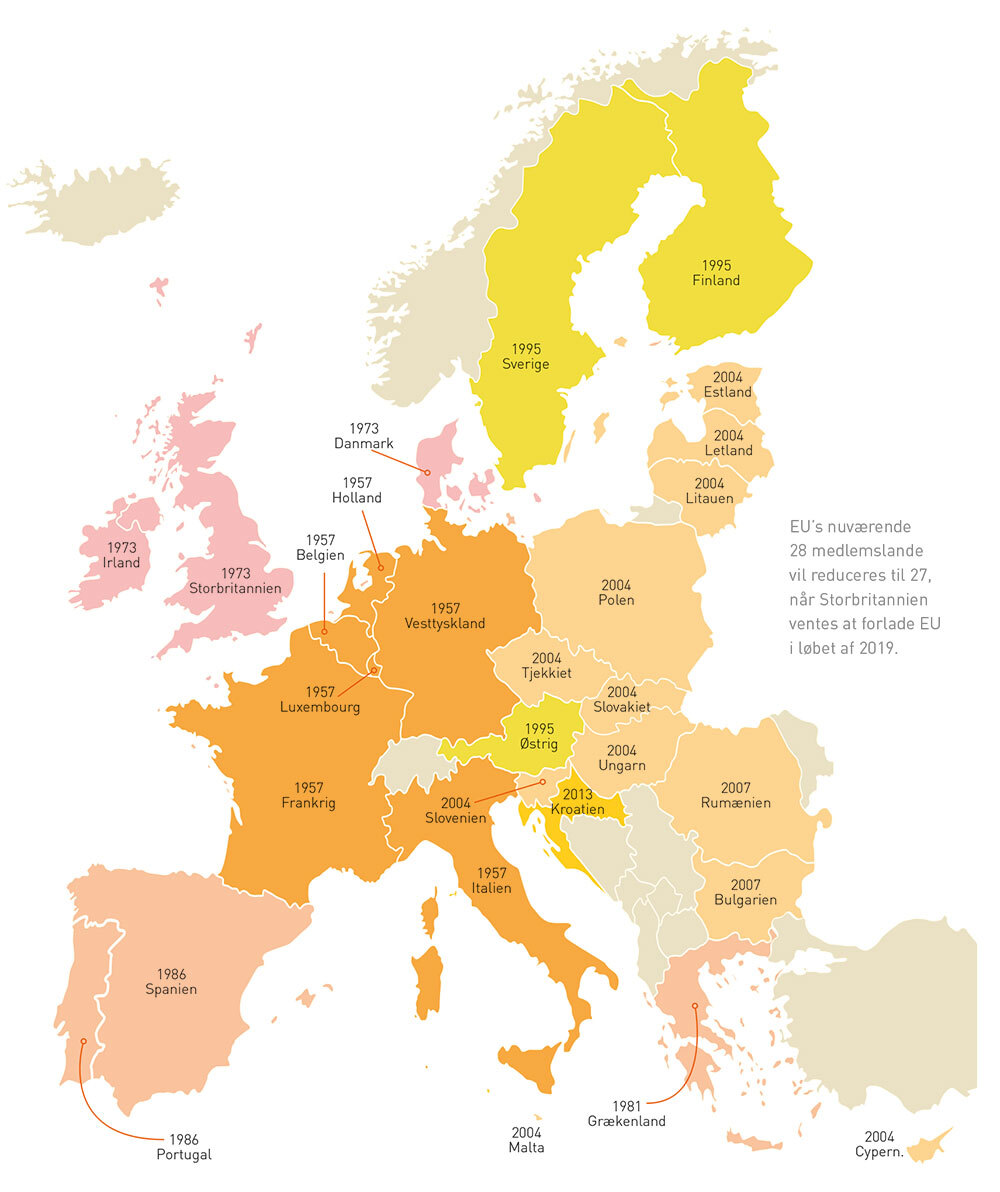 1995
Finland
1995
Sverige
2004
Estland
2004
Letland
2004
Litauen
1973
Danmark
1957
Holland
1957
Belgien
1973
Irland
1973
Storbritannien
EU's nuværende
28 medlemslande
vil reduceres til 27,
når Storbritannien
ventes at forlade EU
i løbet af 2019.
2004
Polen
1957
Vesttyskland
2004
Tjekkiet
1957
Luxembourg
2004
Slovakiet
1995
Østrig
2004
Ungarn
1957
Frankrig
2004
Slovenien
2013
Kroatien
2007
Rumænien
1957
Italien
2007
Bulgarien
1986
Spanien
1986
Portugal
2004
Malta
1981
Grækenland
2004
Cypern.